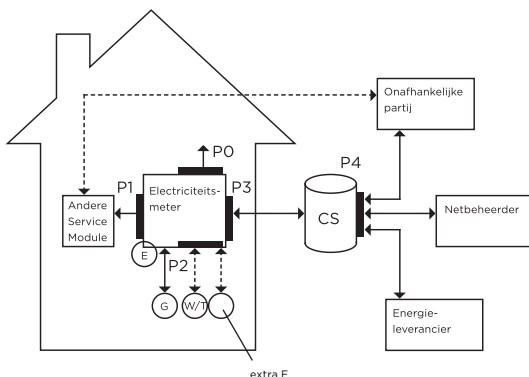 Onafhankelijke
partij
P0
P4
P1
Electriciteits-
meter
P3
Andere
Service
Module
CS
Netbeheerder
E
P2
G
W/T
Energie-
leverancier
extra E